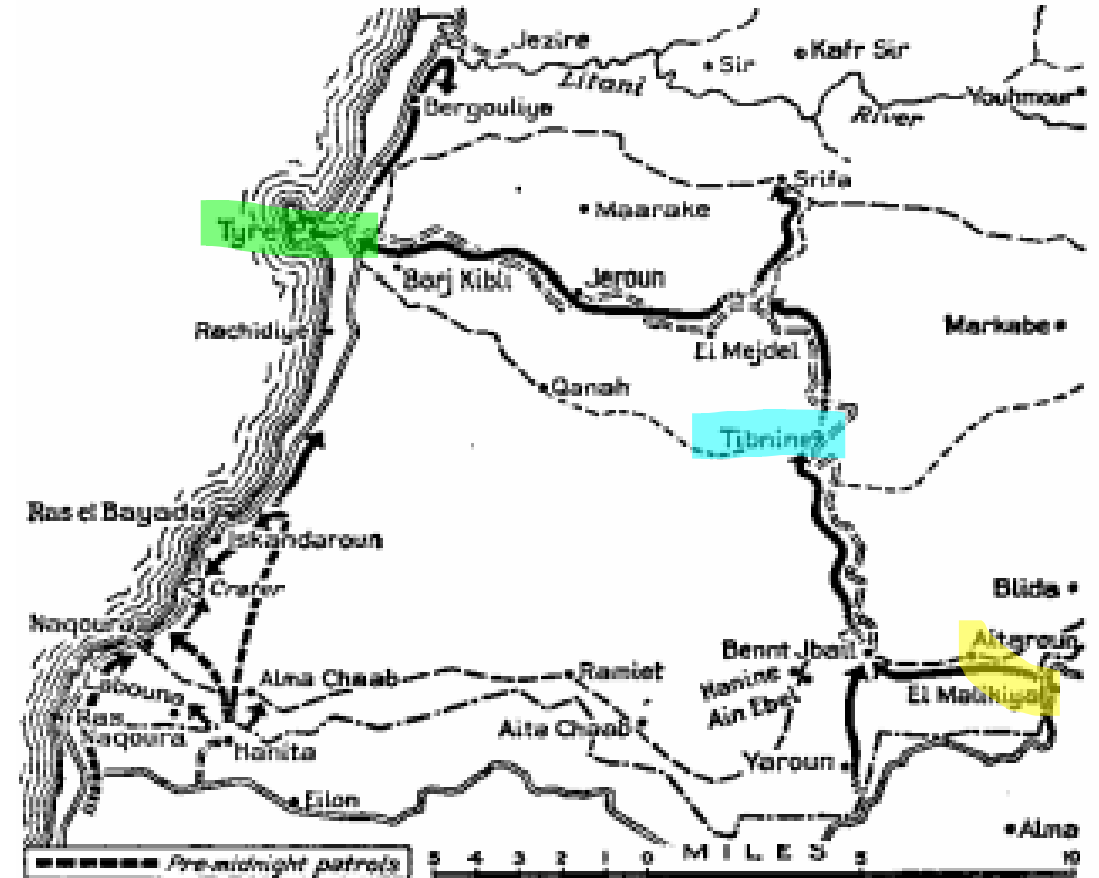 Jezire
Litani
Sir
Kafr Sir
Youhmour
River
Bergouliye
Srifa
Maarake
Tyre
Borj Kibli
Jeroun
Rachidiye
El Mejdel
Markabe
Qanah
Tibnine
Ras el Bayada
Iskandaroun
Crater
Blida
Naqoura
Bennt Jbail
Aitaroun
Alma Chaab
Ramiet
Hanine
El Malikiya
Laboune
Ain Ebel
Ras
Naqoura
Aita Chaab
Hanita
Yaroun
Eilon
Alma
Pre-midnight patrols
5 4 3 2 1 0 MILES 5 10